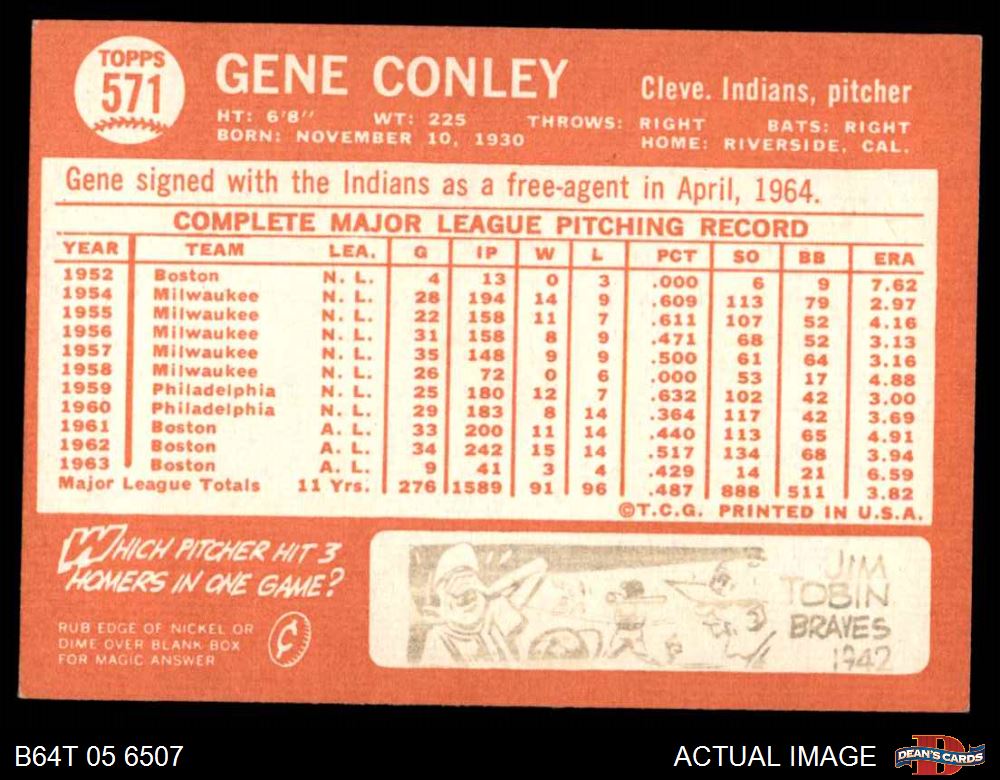 TOPPS
571
GENE CONLEY
Cleve. Indians, pitcher
HT: 6'8" WT: 225 THROWS: RIGHT BATS: RIGHT
BORN: NOVEMBER 10, 1930 HOME: RIVERSIDE, CAL.
Gene signed with the Indians as a free-agent in April, 1964.
COMPLETE MAJOR LEAGUE PITCHING RECORD
YEAR TEAM LEA. G IP W L PCT SO BB ERA
1952 Boston N. L. 4 13 0 3 .000 6 9 7.62
1954 Milwaukee N. L. 28 194 14 9 .609 113 79 2.97
1955 Milwaukee N. L. 22 158 11 7 .611 107 52 4.16
1956 Milwaukee N. L. 31 158 8 9 .471 68 52 3.13
1957 Milwaukee N. L. 35 148 9 9 .500 61 64 3.16
1958 Milwaukee N. L. 26 72 0 6 .000 53 17 4.88
1959 Philadelphia N. L. 25 180 12 7 .632 102 42 3.00
1960 Philadelphia N. L. 29 183 8 14 .364 117 42 3.69
1961 Boston A. L. 33 200 11 14 .440 113 65 4.91
1962 Boston A. L. 34 242 15 14 .517 134 68 3.94
1963 Boston A. L. 9 41 3 4 .429 14 21 6.59
Major League Totals 11 Yrs. 276 1589 91 96 .487 888 511 3.82
©T.C.G. PRINTED IN U.S.A.
WHICH PITCHER HIT 3
HOMERS IN ONE GAME?
RUB EDGE OF NICKEL OR
DIME OVER BLANK BOX
FOR MAGIC ANSWER
¢
JIM
TOBIN
BRAVES
1942
3
B64T 05 6507
ACTUAL IMAGE
D
DEAN'S CARDS